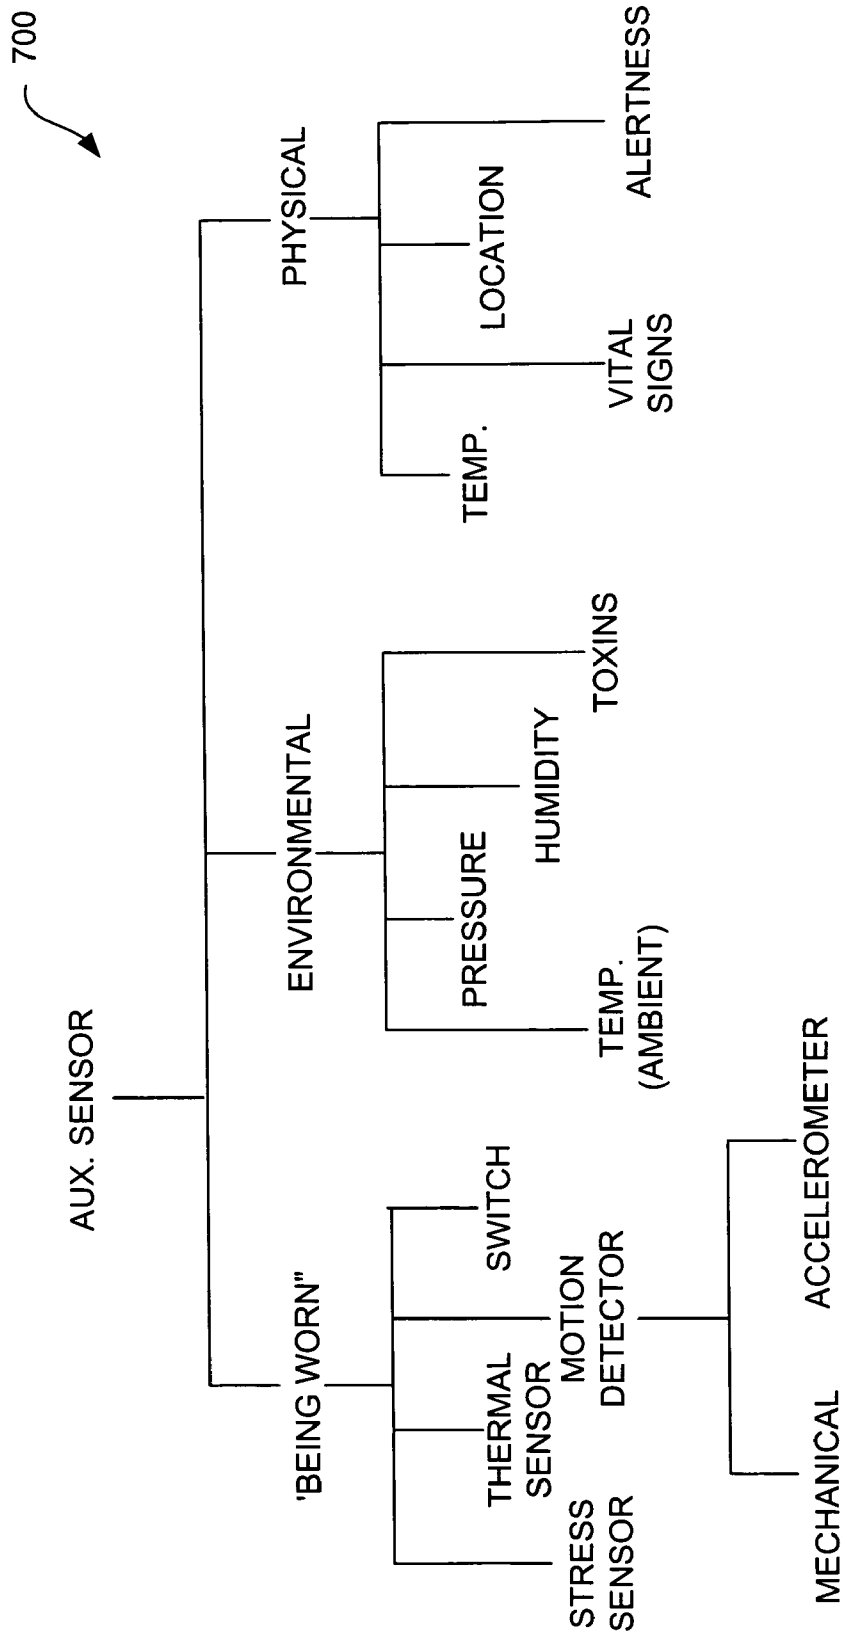 700
AUX. SENSOR
'BEING WORN"
ENVIRONMENTAL
PHYSICAL
STRESS
SENSOR
THERMAL
SENSOR
MOTION
DETECTOR
SWITCH
MECHANICAL
ACCELEROMETER
TEMP.
(AMBIENT)
PRESSURE
HUMIDITY
TOXINS
TEMP.
VITAL
SIGNS
LOCATION
ALERTNESS